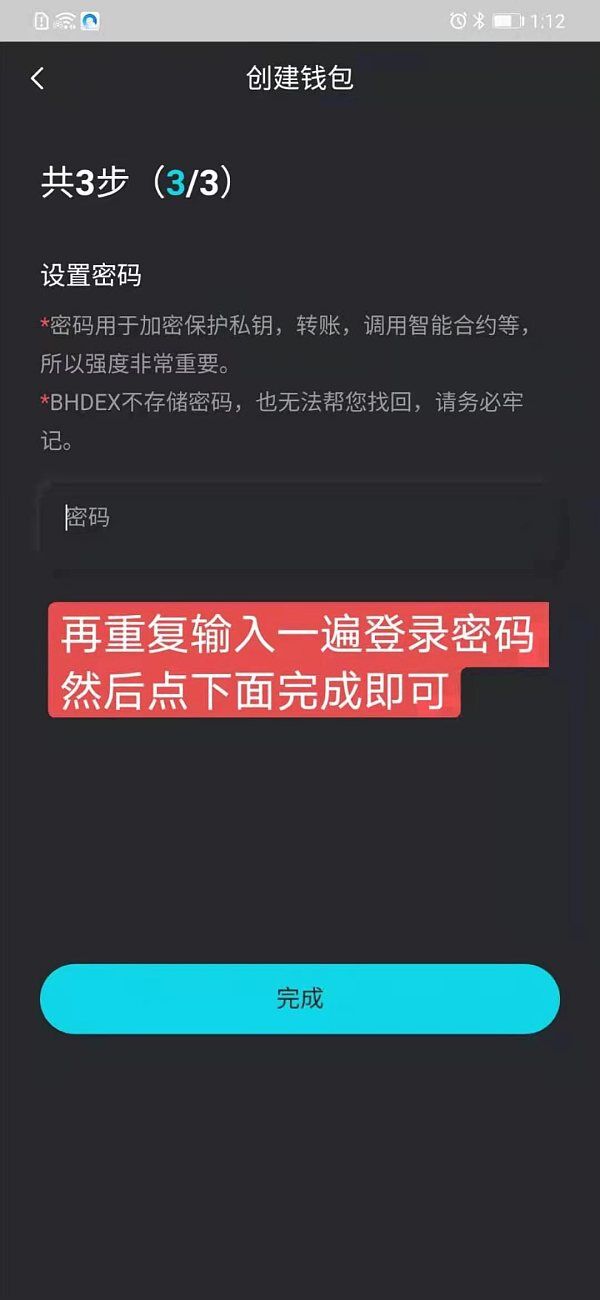 1:12
创建钱包
共3步（3/3）
设置密码
*密码用于加密保护私钥，转账，调用智能合约等，
所以强度非常重要。
*BHDEX不存储密码，也无法帮您找回，请务必牢
记。
密码
再重复输入一遍登录密码
然后点下面完成即可
完成